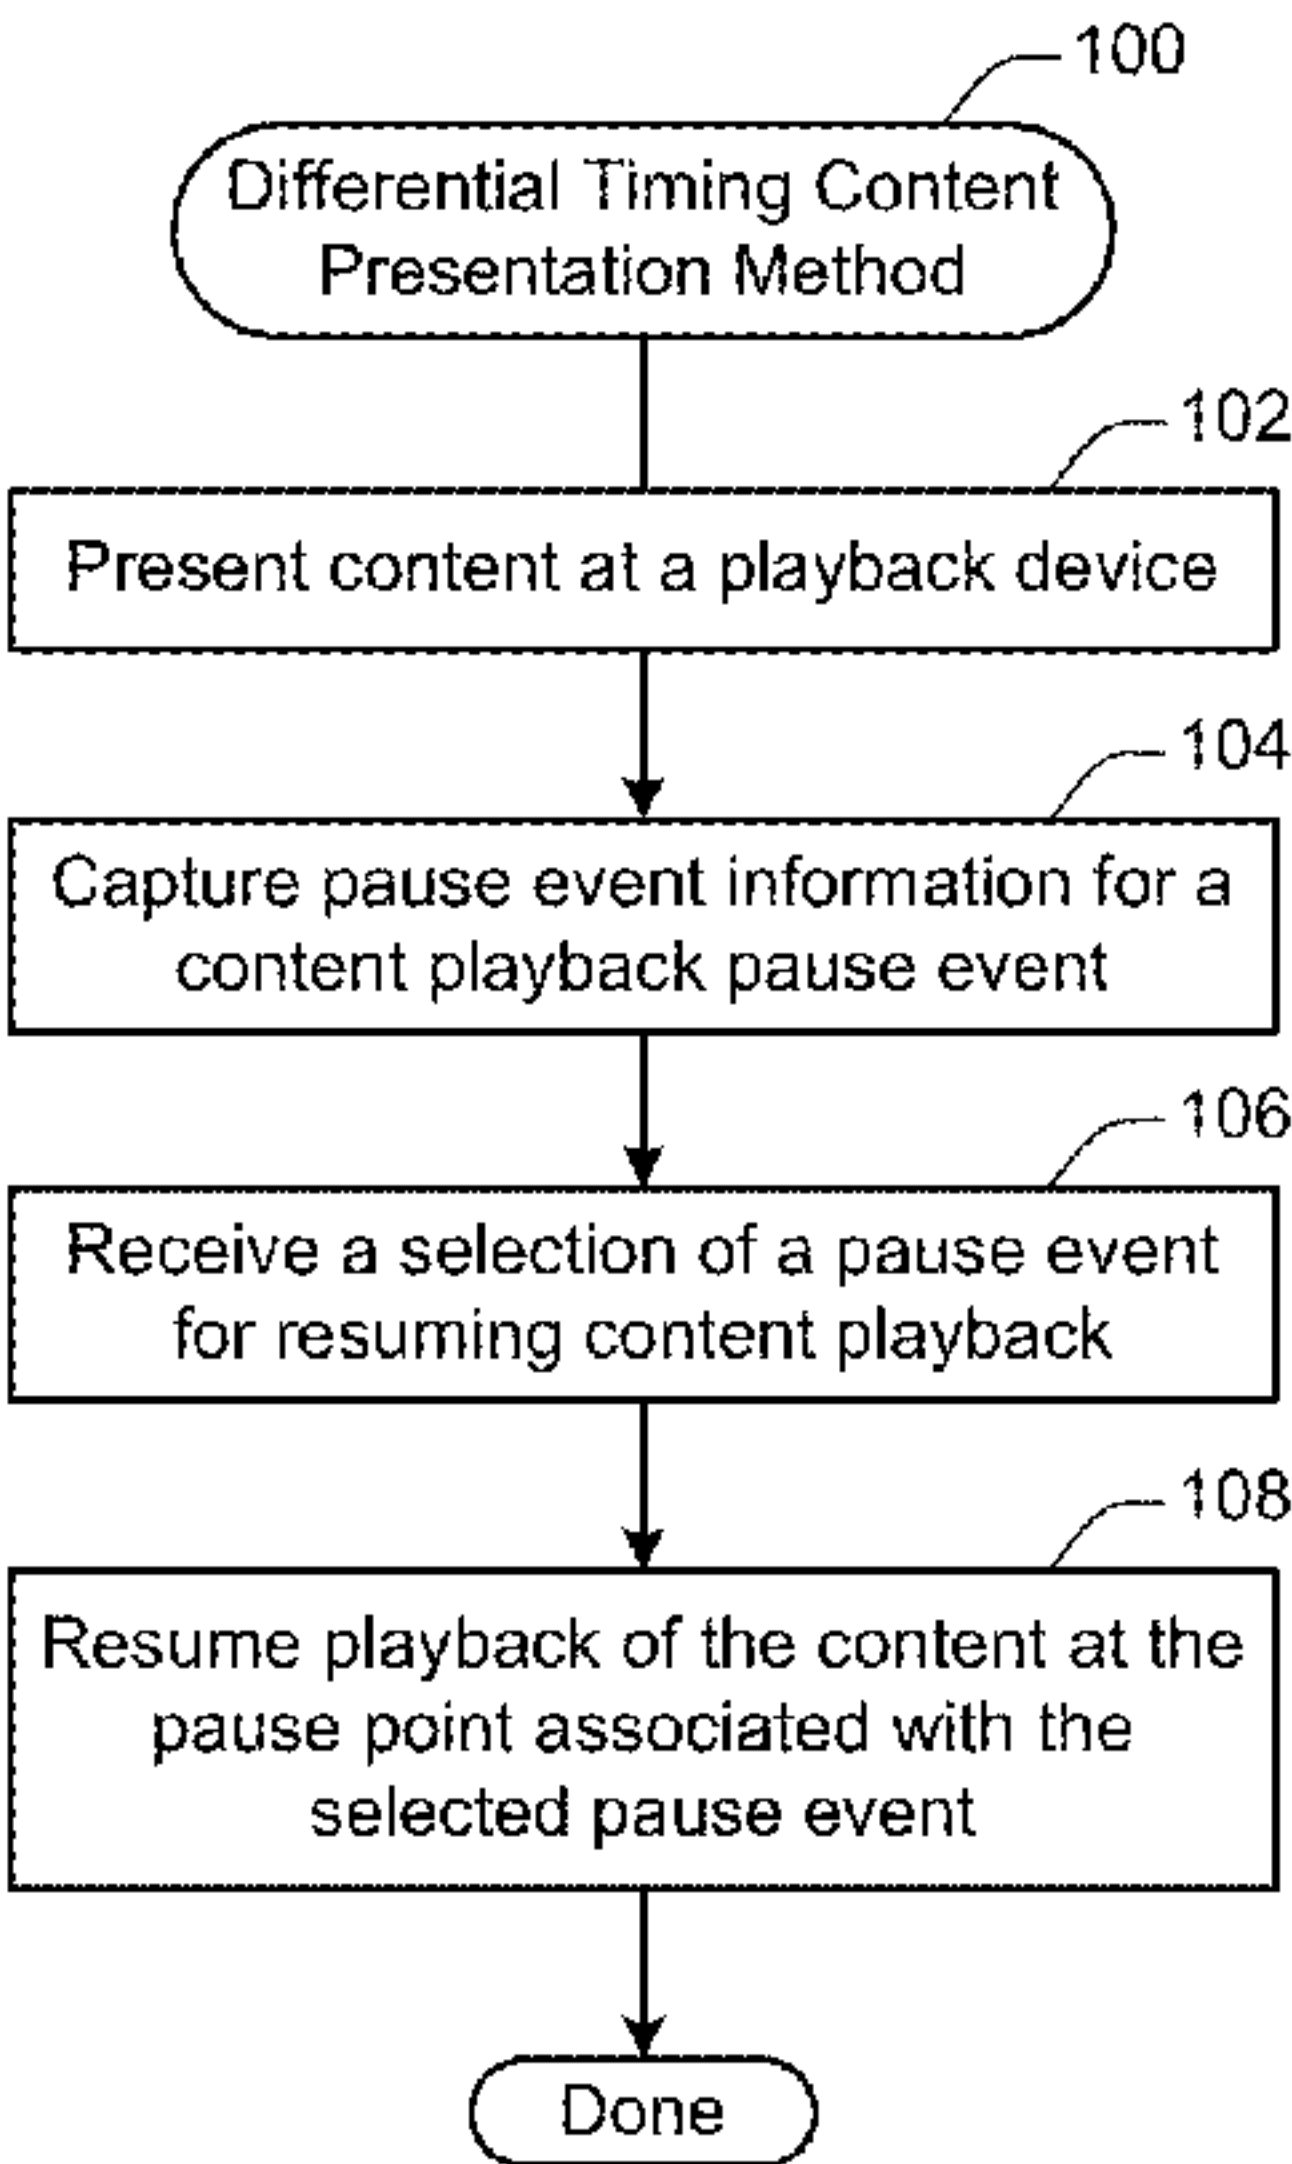 100
Differential Timing Content
Presentation Method
102
Present content at a playback device
104
Capture pause event information for a
content playback pause event
106
Receive a selection of a pause event
for resuming content playback
108
Resume playback of the content at the
pause point associated with the
selected pause event
Done